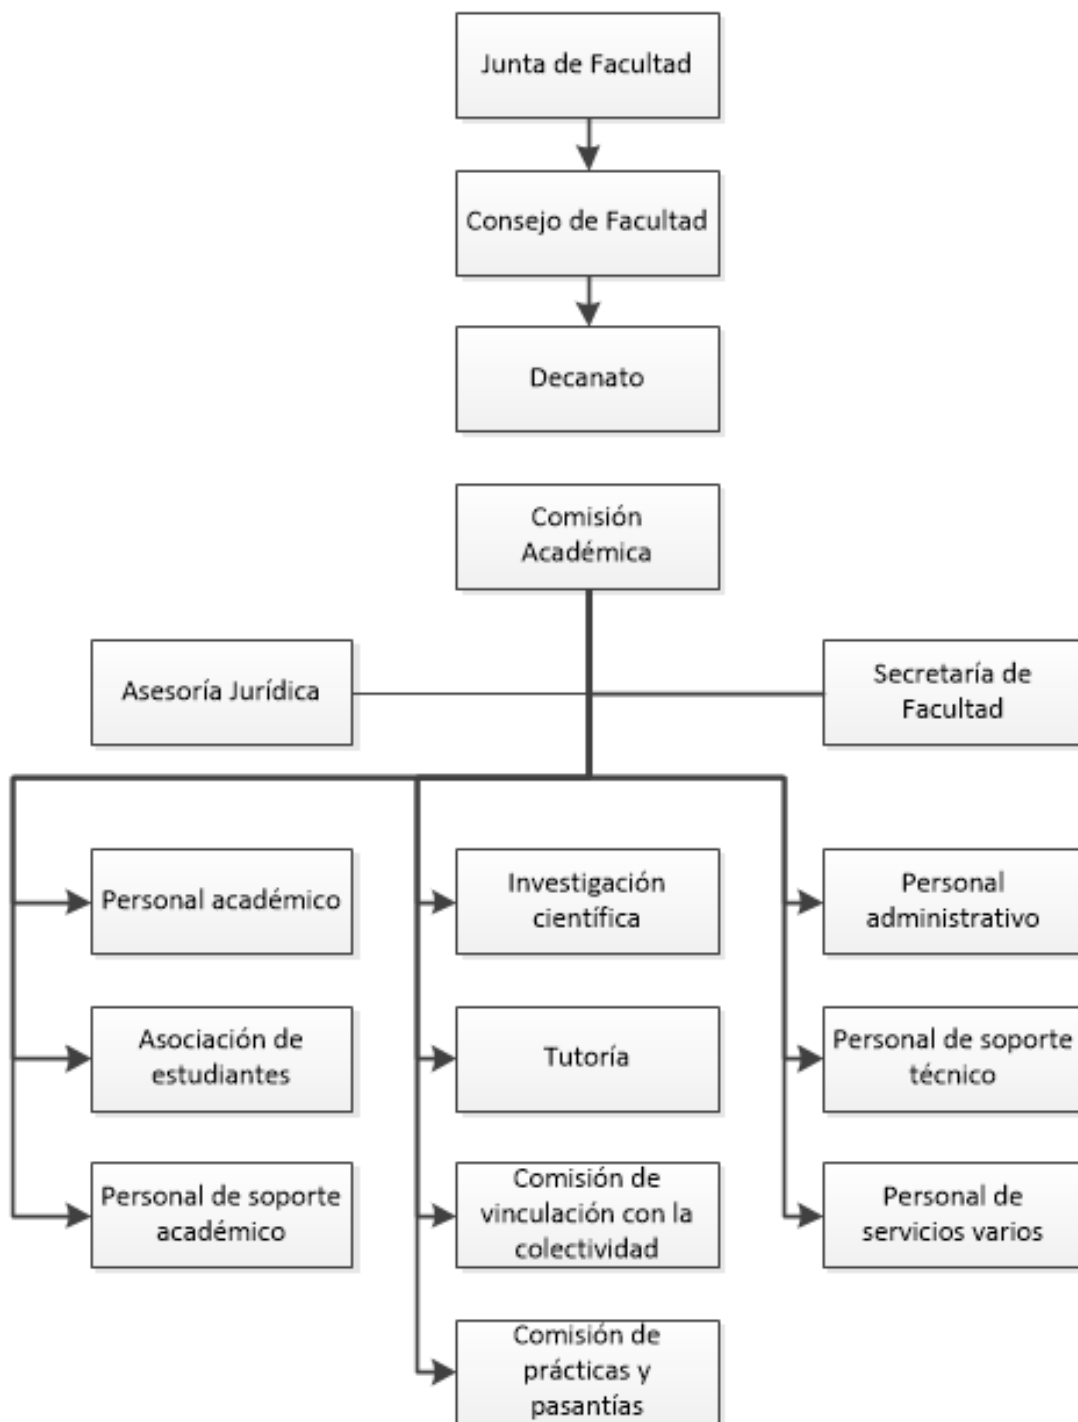 Junta de Facultad
Consejo de Facultad
Decanato
Comisión
Académica
Asesoría Jurídica
Secretaría de
Facultad
Personal académico
Investigación
científica
Personal
administrativo
Asociación de
estudiantes
Tutoría
Personal de soporte
técnico
Personal de soporte
académico
Comisión de
vinculación con la
colectividad
Personal de
servicios varios
Comisión de
prácticas y
pasantías